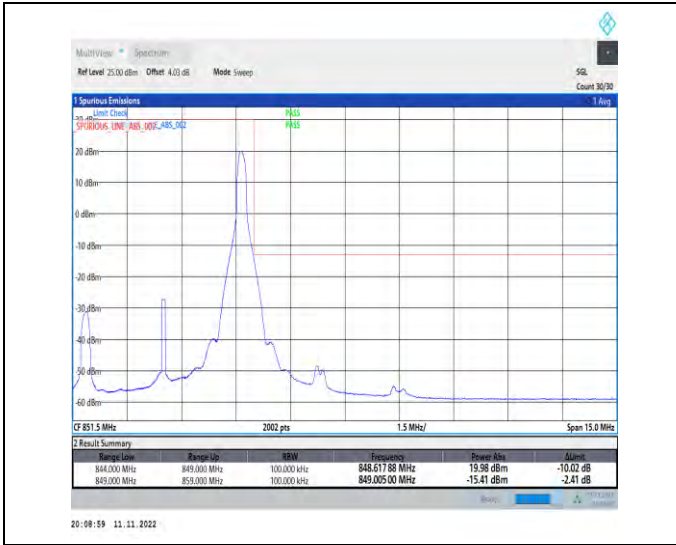 MultiView Spectrum
Ref Level 25.00 dBm Offset 4.03 dB Mode Sweep SGL
Count 30/30
1 Spurious Emissions 1 Avg
Limit Check PASS
SPURIOUS_LINE_ABS_002 PASS
20 dBm
10 dBm
0 dBm
-10 dBm
-20 dBm
-30 dBm
-40 dBm
-50 dBm
-60 dBm
CF 851.5 MHz 2002 pts 1.5 MHz/ Span 15.0 MHz
2 Result Summary
Range Low Range Up RBW Frequency Power Abs ΔLimit
844.000 MHz 849.000 MHz 100.000 kHz 848.61788 MHz 19.98 dBm -10.02 dB
849.000 MHz 859.000 MHz 100.000 kHz 849.00500 MHz -15.41 dBm -2.41 dB
20:08:59 11.11.2022